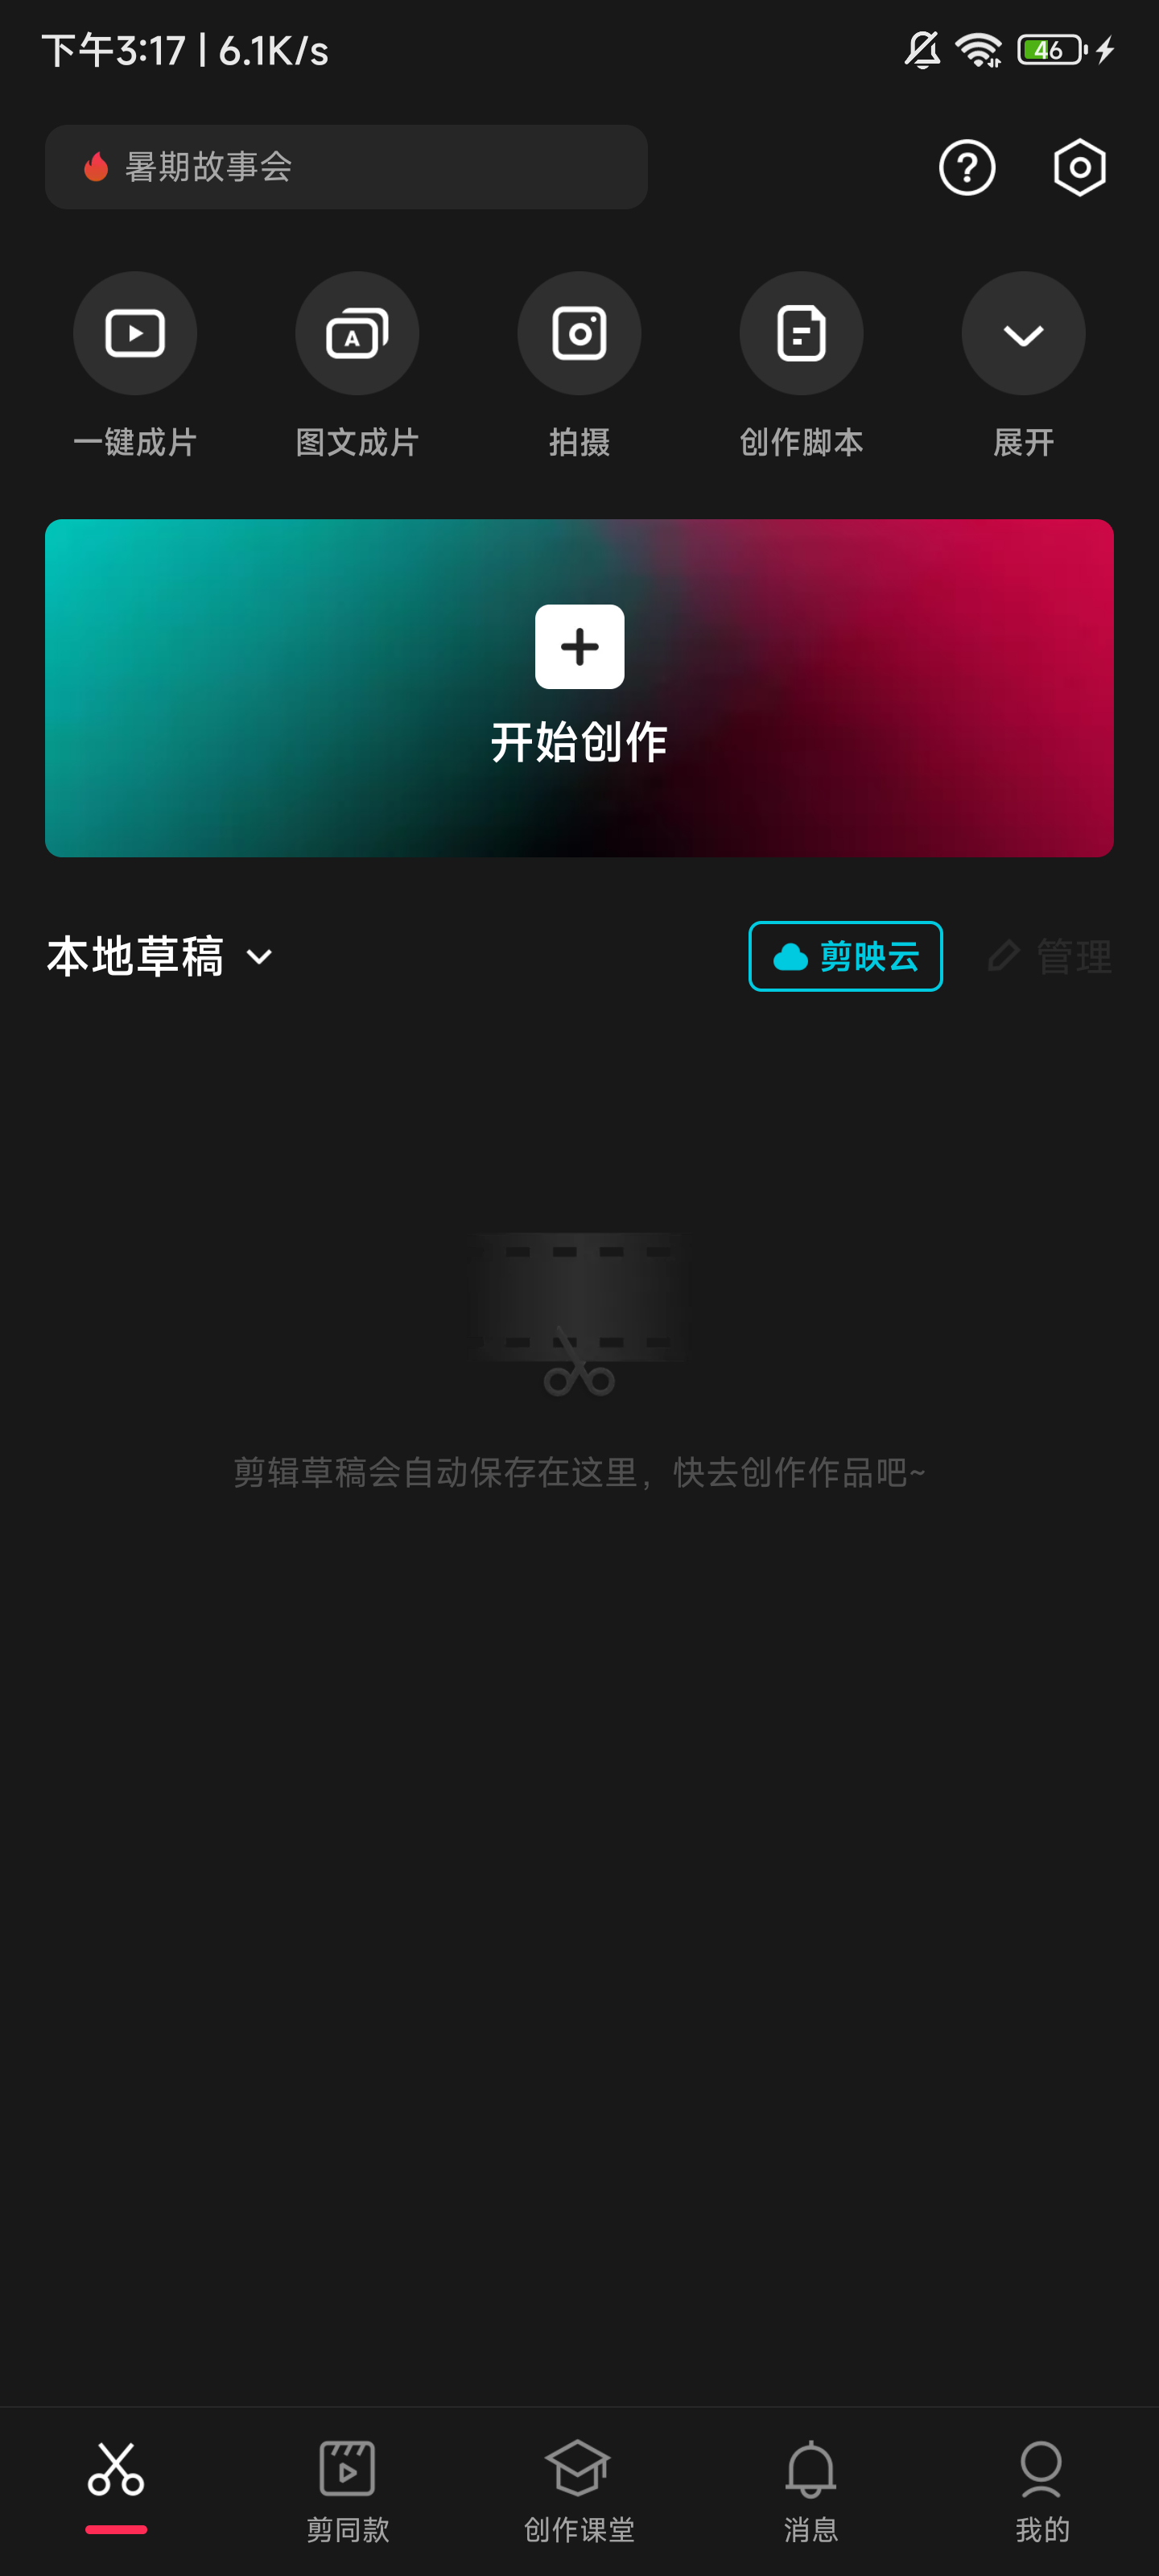 下午3:17 | 6.1K/s
46
暑期故事会
一键成片
图文成片
拍摄
创作脚本
展开
开始创作
本地草稿
剪映云
管理
剪辑草稿会自动保存在这里，快去创作作品吧~
剪同款
创作课堂
消息
我的